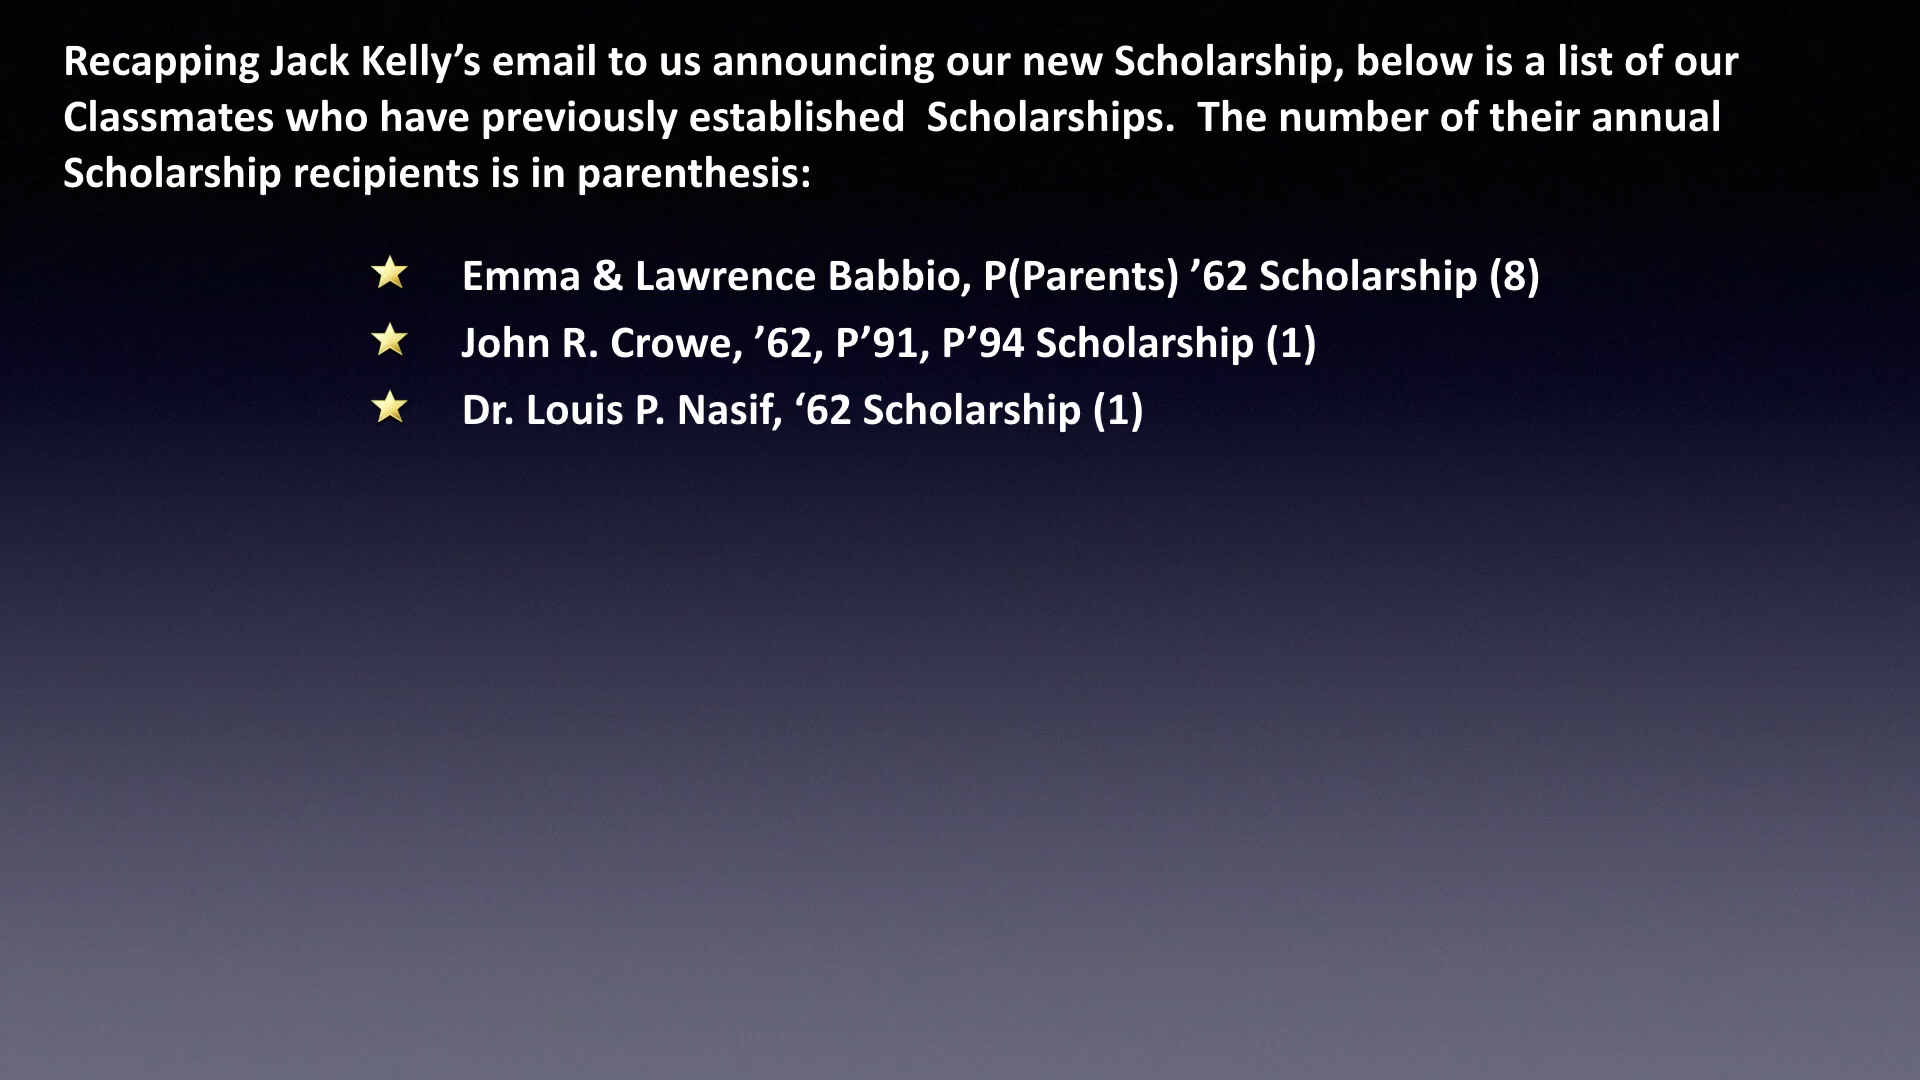 Recapping Jack Kelly’s email to us announcing our new Scholarship, below is a list of our
Classmates who have previously established  Scholarships.  The number of their annual
Scholarship recipients is in parenthesis:
Emma & Lawrence Babbio, P(Parents) ’62 Scholarship (8)
John R. Crowe, ’62, P’91, P’94 Scholarship (1)
Dr. Louis P. Nasif, ‘62 Scholarship (1)